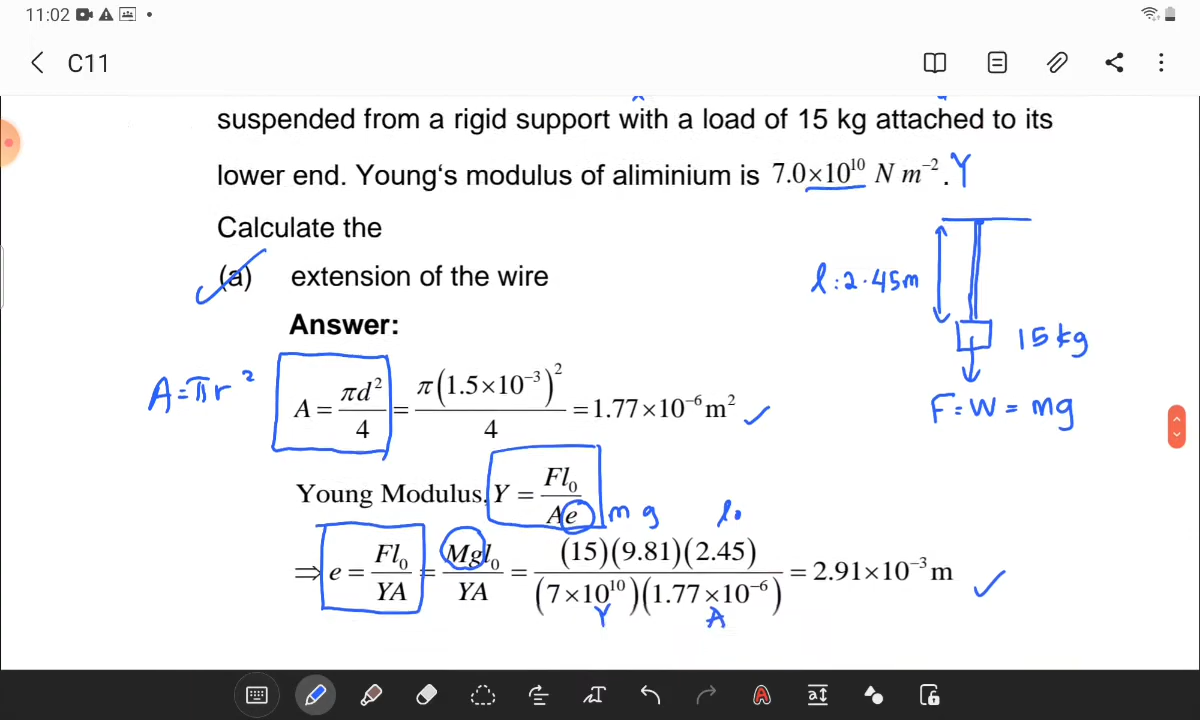 11:02
C11
suspended from a rigid support with a load of 15 kg attached to its
lower end. Young‘s modulus of aliminium is 7.0×10¹⁰ N m⁻². Y
Calculate the
(a) extension of the wire
l:2.45m
Answer:
15kg
A=πr²
A = πd²/4 = π(1.5×10⁻³)²/4 = 1.77×10⁻⁶ m²
F=W=mg
Young Modulus, Y = Fl₀/Ae
m g l₀
⇒ e = Fl₀/YA = Mgl₀/YA = (15)(9.81)(2.45)/(7×10¹⁰)(1.77×10⁻⁶) = 2.91×10⁻³ m
Y A